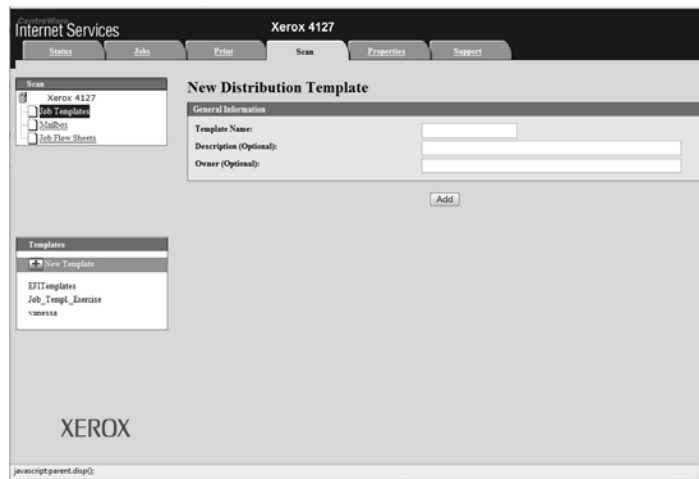 CentreWare
Internet Services
Xerox 4127
Status
Jobs
Print
Scan
Properties
Support
Scan
Xerox 4127
Job Templates
Mailbox
Job Flow Sheets
New Distribution Template
General Information
Template Name:
Description (Optional):
Owner (Optional):
Add
Templates
New Template
EFITemplates
Job_Templ_Exercise
vanessa
XEROX
javascript:parent.disp();